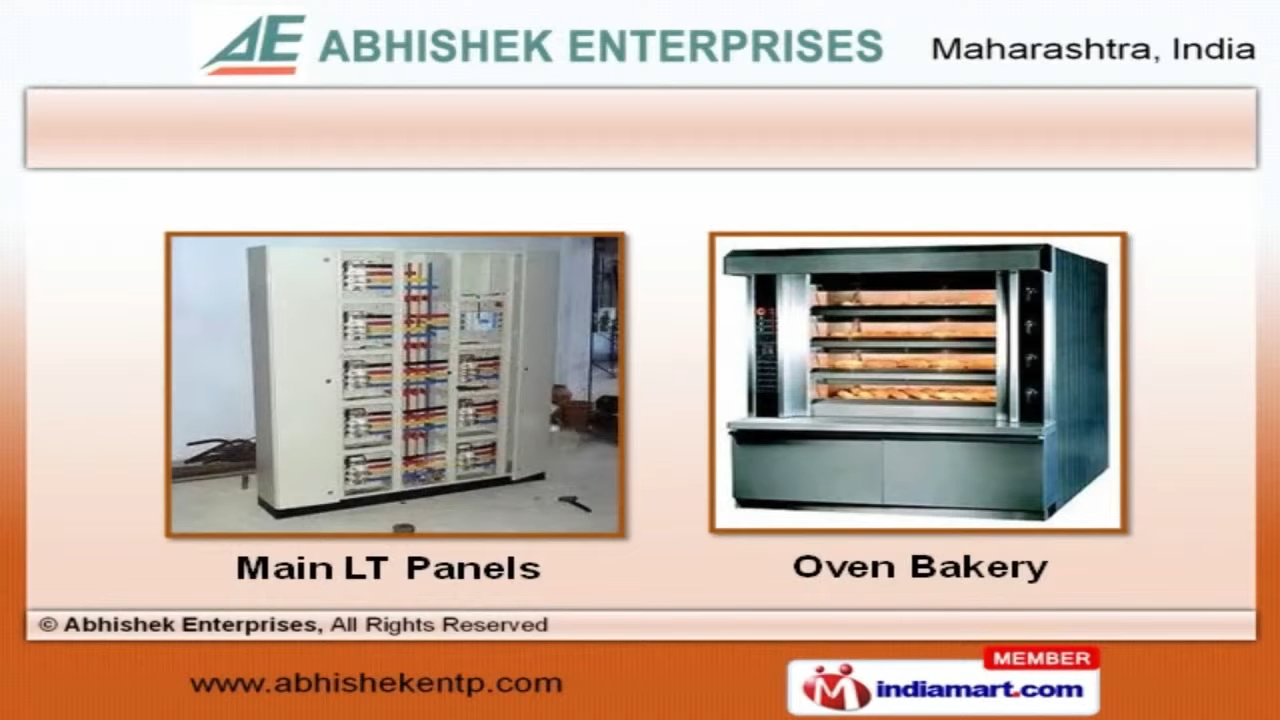 AE ABHISHEK ENTERPRISES
Maharashtra, India
Main LT Panels
Oven Bakery
© Abhishek Enterprises, All Rights Reserved
www.abhishekentp.com
MEMBER
indiamart.com